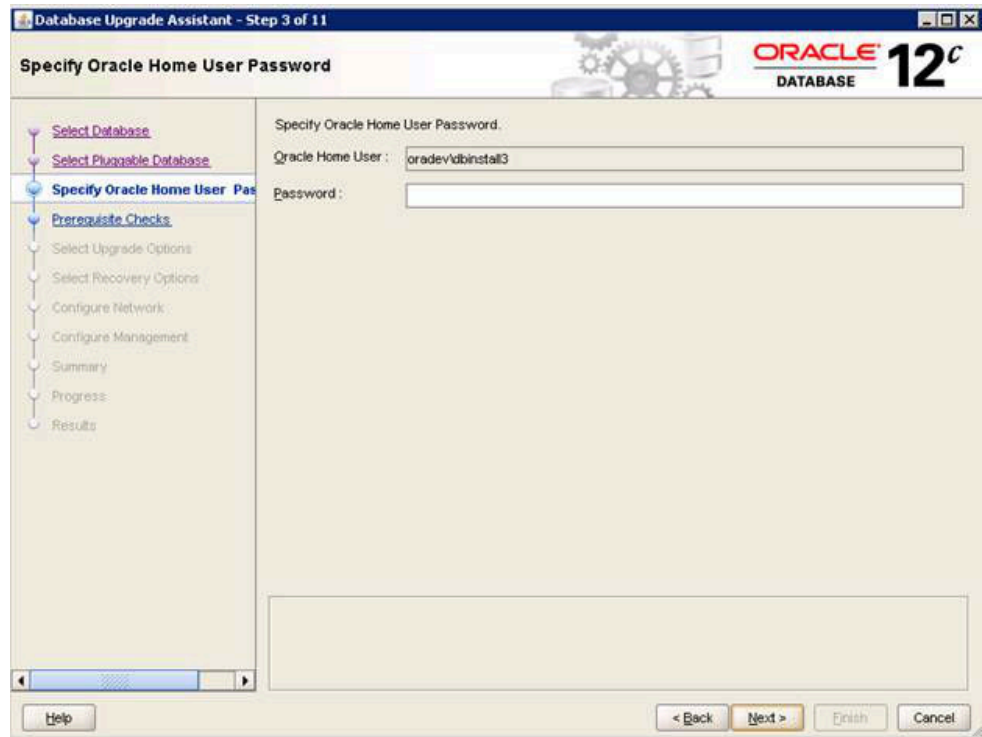 Database Upgrade Assistant - Step 3 of 11
Specify Oracle Home User Password
ORACLE
DATABASE
12c
Select Database
Select Pluggable Database
Specify Oracle Home User Pas
Prerequisite Checks
Select Upgrade Options
Select Recovery Options
Configure Network
Configure Management
Summary
Progress
Results
Specify Oracle Home User Password.
Oracle Home User :
oradev\dbinstall3
Password :
Help
< Back
Next >
Finish
Cancel